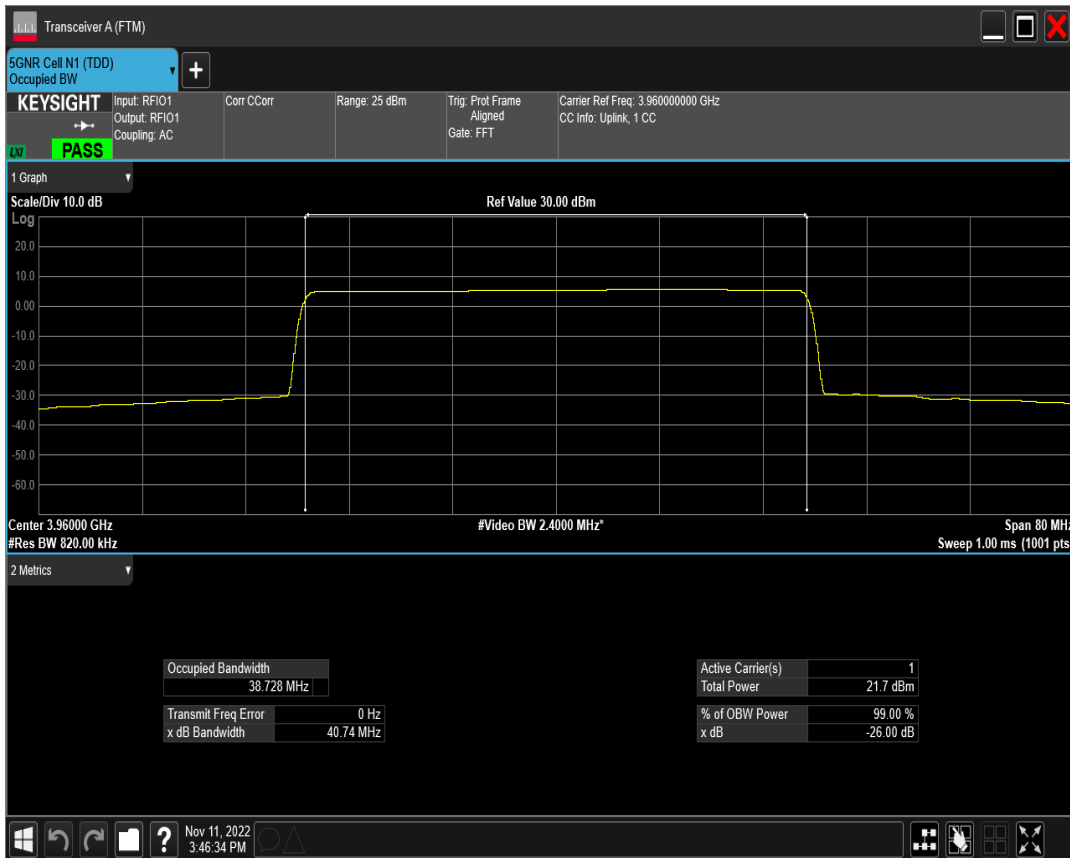 Transceiver A (FTM)
5GNR Cell N1 (TDD)
Occupied BW
+
KEYSIGHT
LXI
PASS
Input: RFIO1
Output: RFIO1
Coupling: AC
Corr CCorr
Range: 25 dBm
Trig: Prot Frame
Aligned
Gate: FFT
Carrier Ref Freq: 3.960000000 GHz
CC Info: Uplink, 1 CC
1 Graph
Scale/Div 10.0 dB
Ref Value 30.00 dBm
Log
20.0
10.0
0.00
-10.0
-20.0
-30.0
-40.0
-50.0
-60.0
Center 3.96000 GHz
#Video BW 2.4000 MHz*
Span 80 MHz
#Res BW 820.00 kHz
Sweep 1.00 ms (1001 pts
2 Metrics
Occupied Bandwidth
38.728 MHz
Transmit Freq Error 0 Hz
x dB Bandwidth 40.74 MHz
Active Carrier(s) 1
Total Power 21.7 dBm
% of OBW Power 99.00 %
x dB -26.00 dB
?
Nov 11, 2022
3:46:34 PM